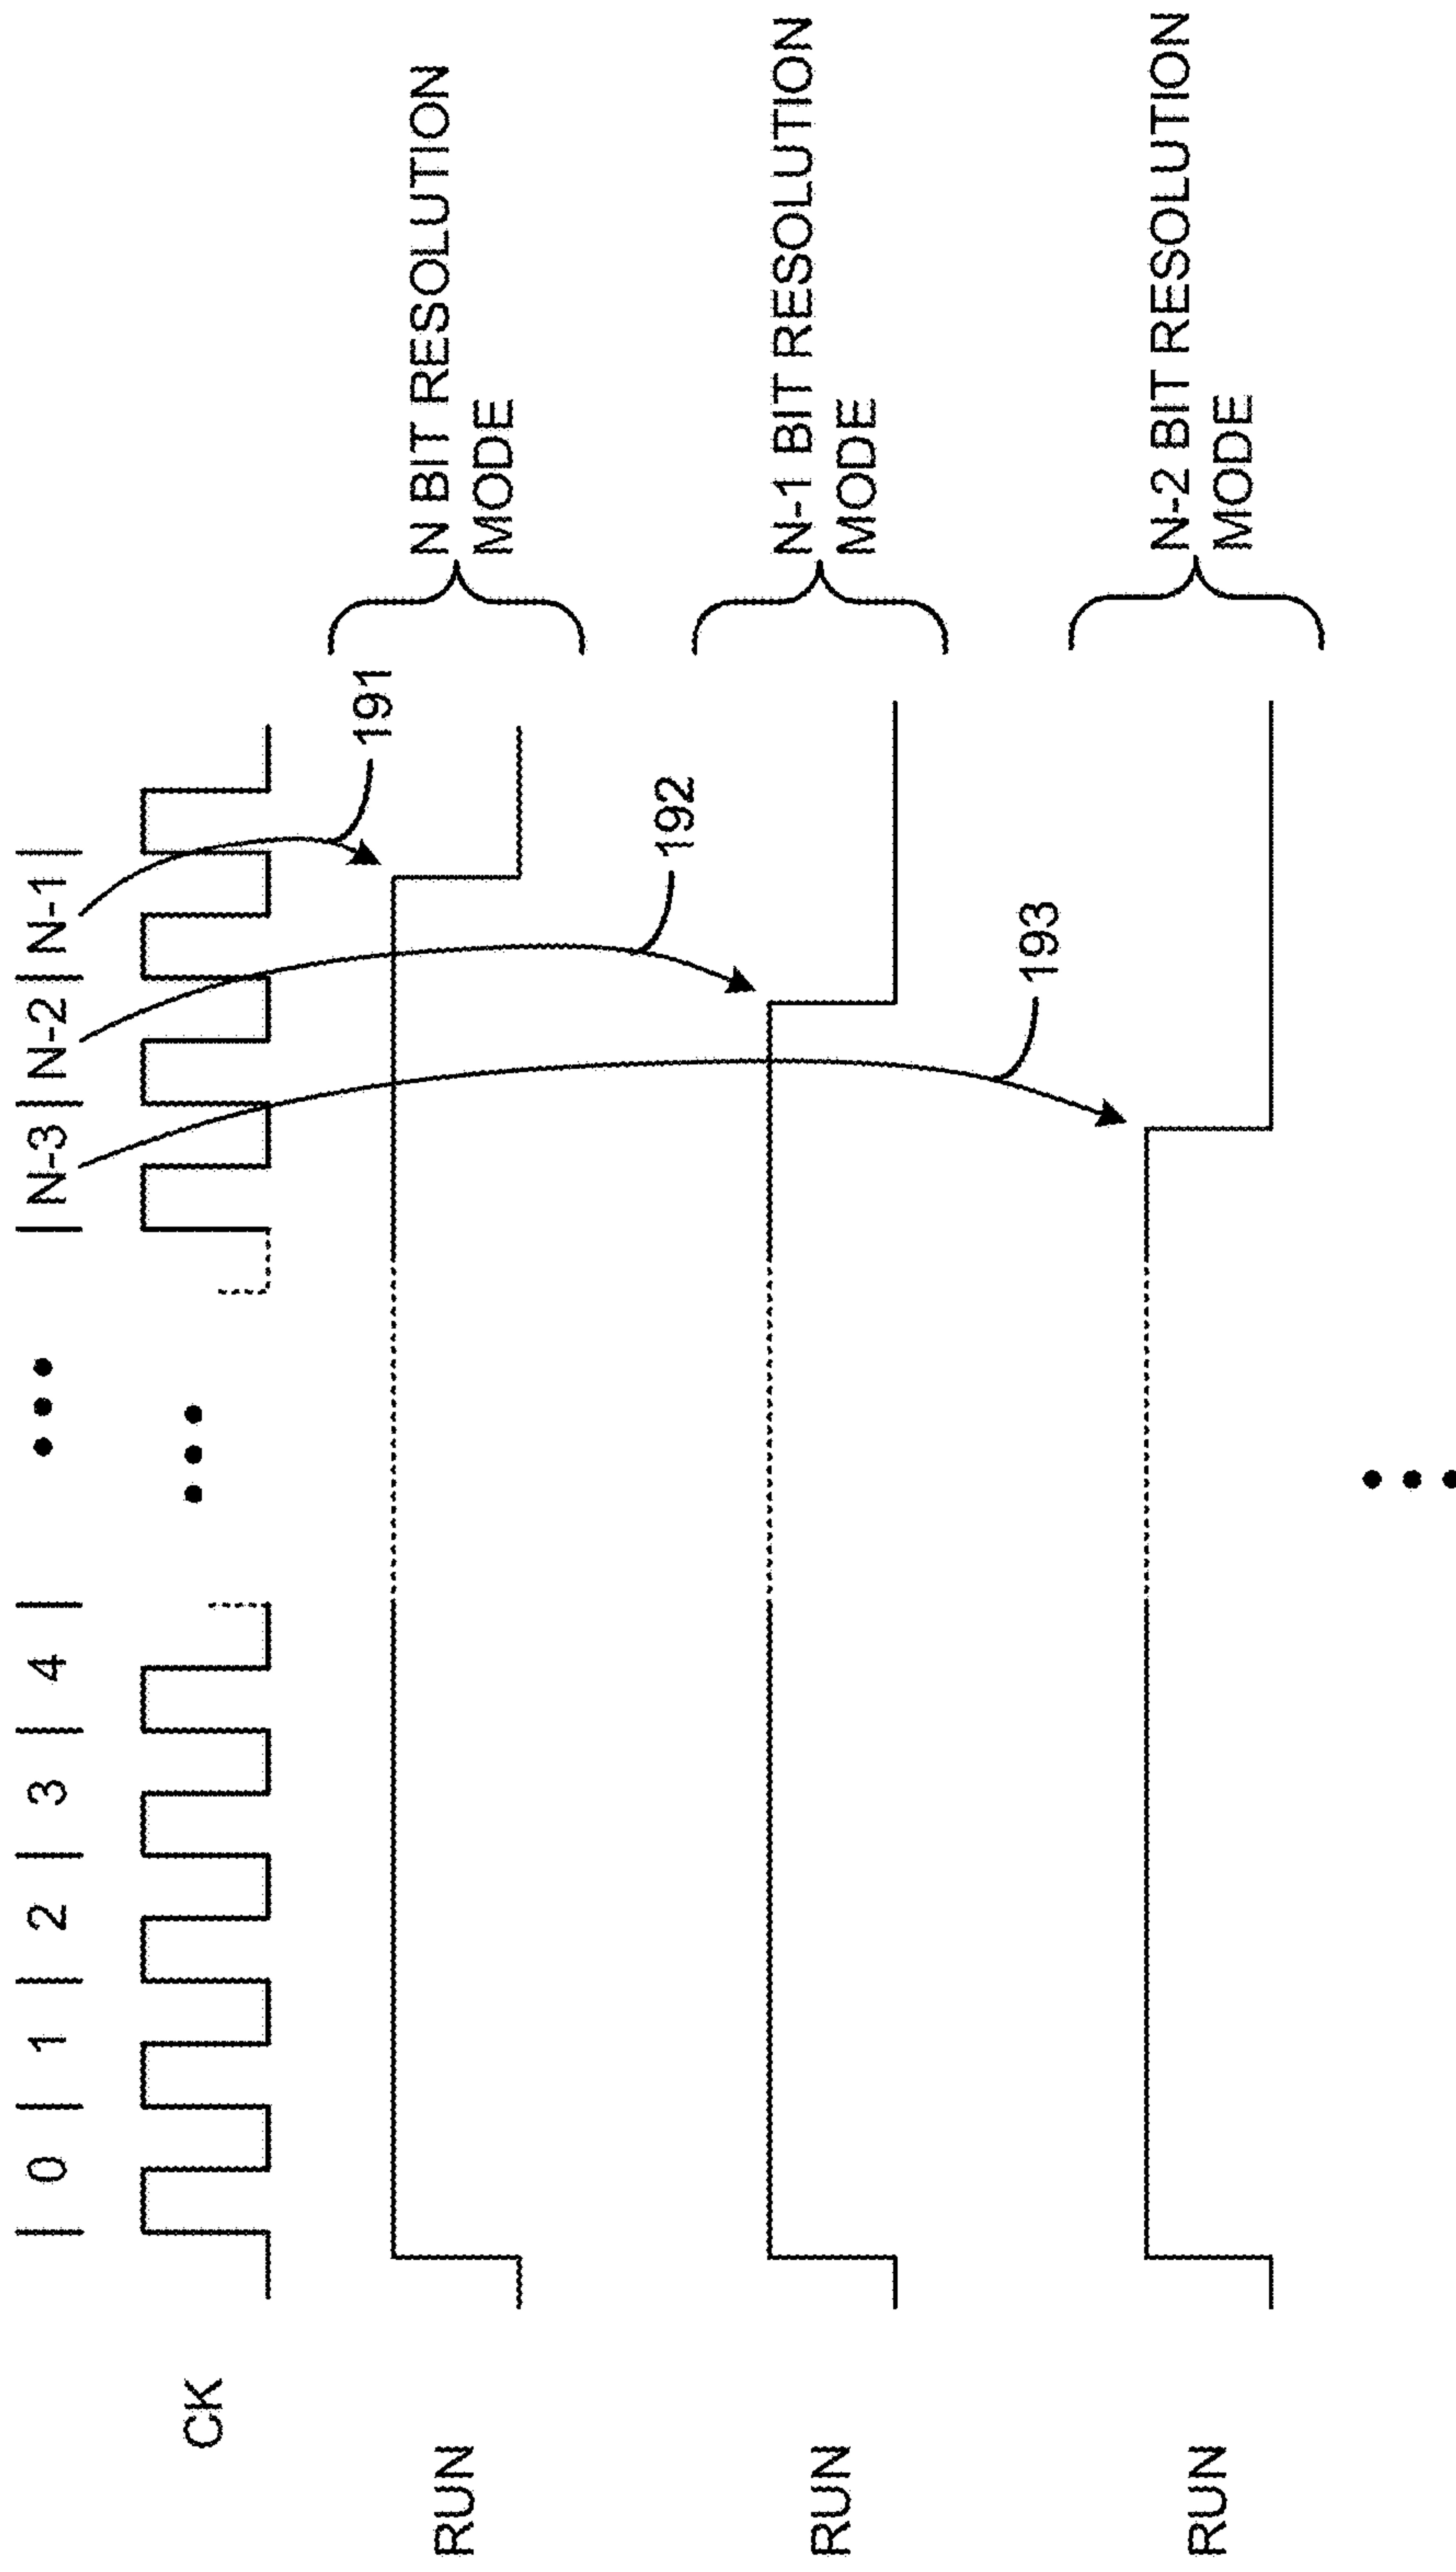 | 0 | 1 | 2 | 3 | 4 | ••• | N-3 | N-2 | N-1 |
CK •••
191
RUN
N BIT RESOLUTION
MODE
192
RUN
N-1 BIT RESOLUTION
MODE
193
RUN
N-2 BIT RESOLUTION
MODE